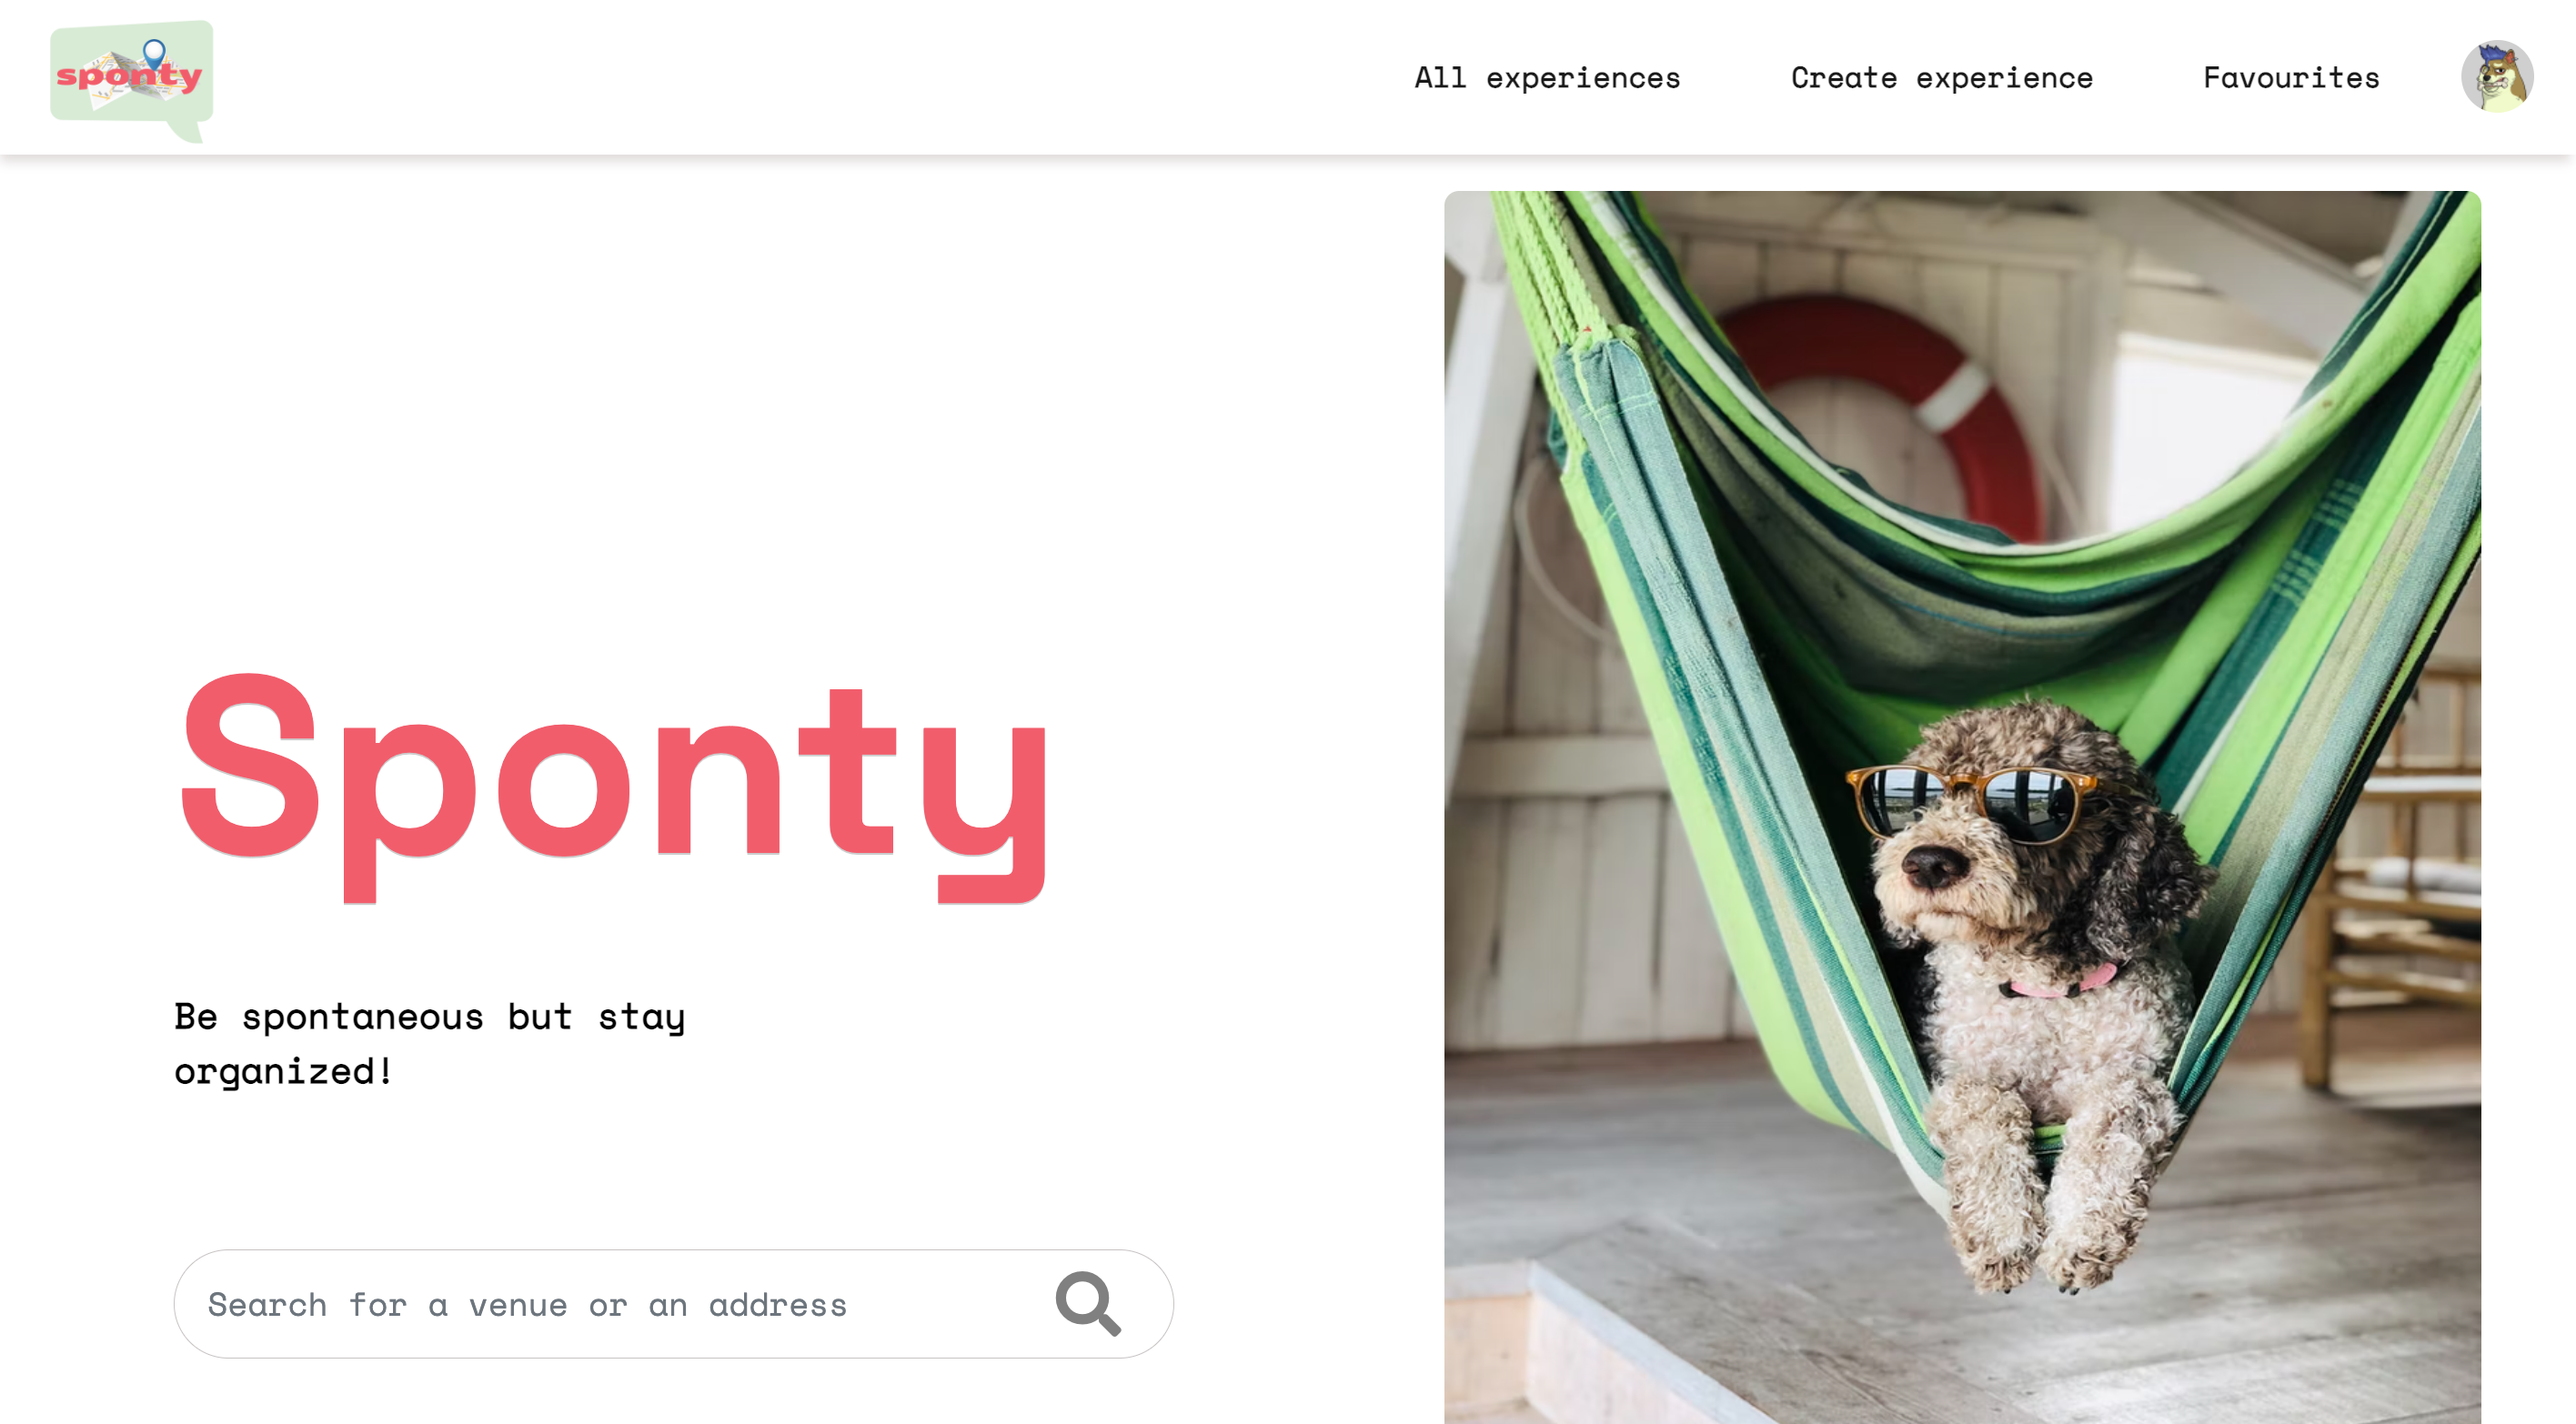 sponty
All experiences
Create experience
Favourites
Sponty
Be spontaneous but stay
organized!
Search for a venue or an address